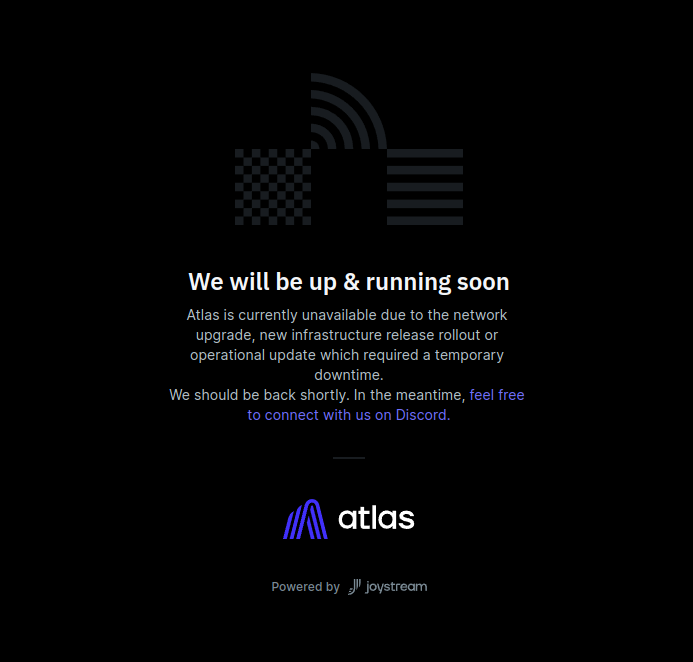 We will be up & running soon
Atlas is currently unavailable due to the network
upgrade, new infrastructure release rollout or
operational update which required a temporary
downtime.
We should be back shortly. In the meantime, feel free
to connect with us on Discord.
atlas
Powered by joystream